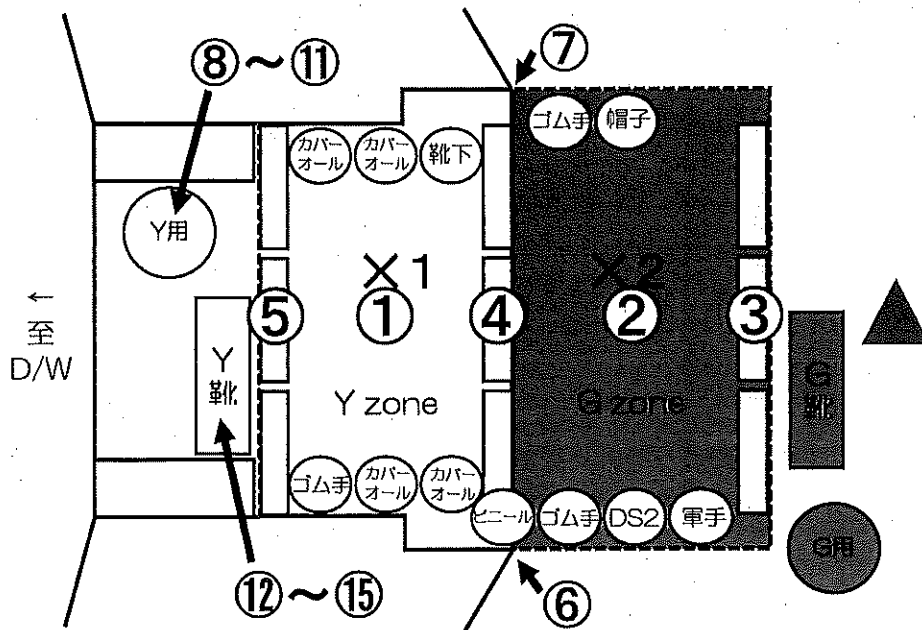 ⑧～⑪
⑦
カバーオール
カバーオール
靴下
ゴム手
帽子
Y用
×1
×2
←
至
D/W
⑤
①
④
②
③
Y靴
G靴
Y zone
G zone
ゴム手
カバーオール
カバーオール
ビニール
ゴム手
DS2
軍手
G用
⑫～⑮
⑥